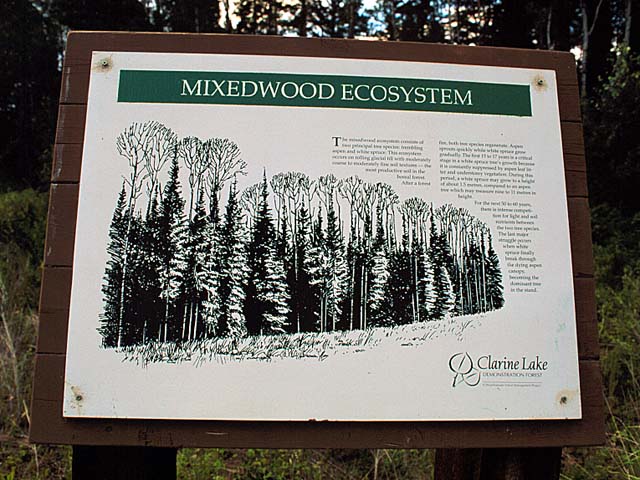 MIXEDWOOD ECOSYSTEM
The mixedwood ecosystem consists of
two principal tree species: trembling
aspen and white spruce. This ecosystem
occurs on rolling glacial till with moderately
coarse to moderately fine soil textures — the
most productive soil in the
boreal forest.
After a forest
fire, both tree species regenerate. Aspen
sprouts quickly while white spruce grow
gradually. The first 15 to 17 years is a critical
stage in a white spruce tree's growth because
it is constantly suppressed by aspen leaf lit-
ter and understorey vegetation. During this
period, a white spruce may grow to a height
of about 1.5 metres, compared to an aspen
tree which may measure nine to 11 metres in
height.
For the next 50 to 60 years,
there is intense competi-
tion for light and soil
nutrients between
the two tree species.
The last major
struggle occurs
when white
spruce finally
break through
the dying aspen
canopy,
becoming the
dominant tree
in the stand.
Clarine Lake
DEMONSTRATION FOREST